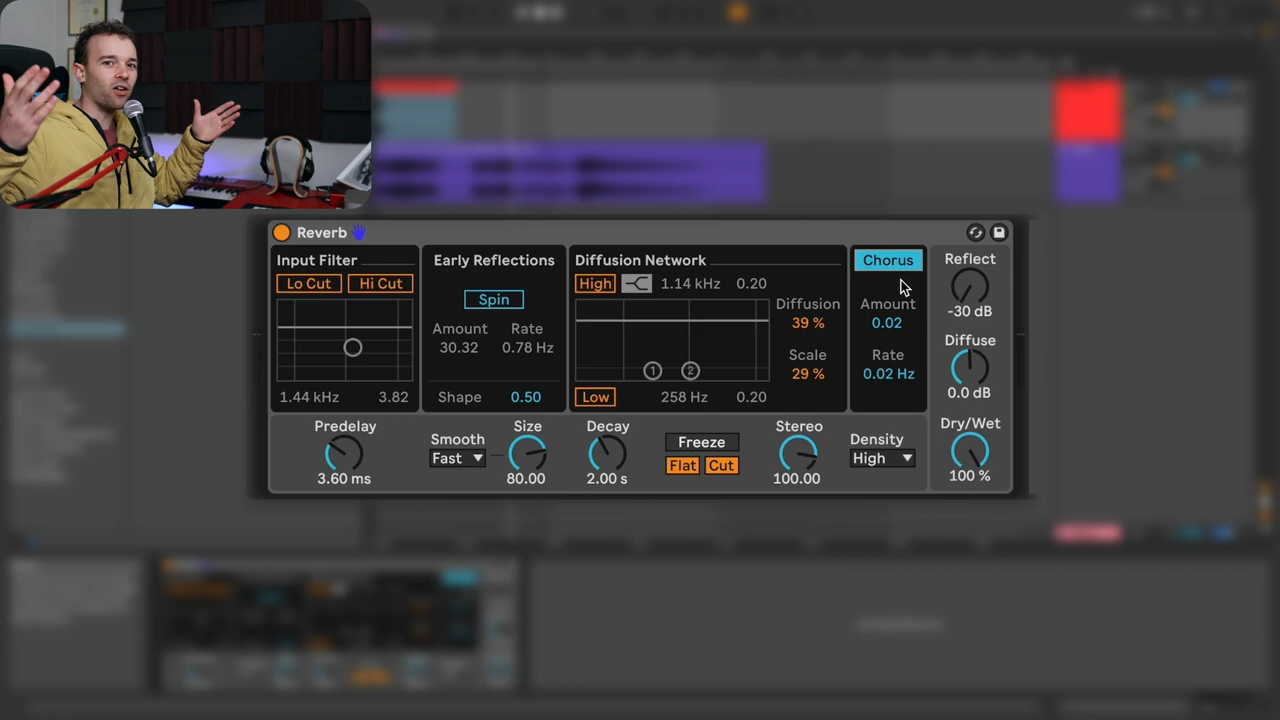 Reverb
Input Filter
Lo Cut Hi Cut
1.44 kHz 3.82
Early Reflections
Spin
Amount Rate
30.32 0.78 Hz
Shape 0.50
Diffusion Network
High 1.14 kHz 0.20
1 2
Low 258 Hz 0.20
Diffusion
39 %
Scale
29 %
Chorus
Amount
0.02
Rate
0.02 Hz
Reflect
-30 dB
Diffuse
0.0 dB
Dry/Wet
100 %
Predelay
3.60 ms
Smooth
Fast
Size
80.00
Decay
2.00 s
Freeze
Flat Cut
Stereo
100.00
Density
High